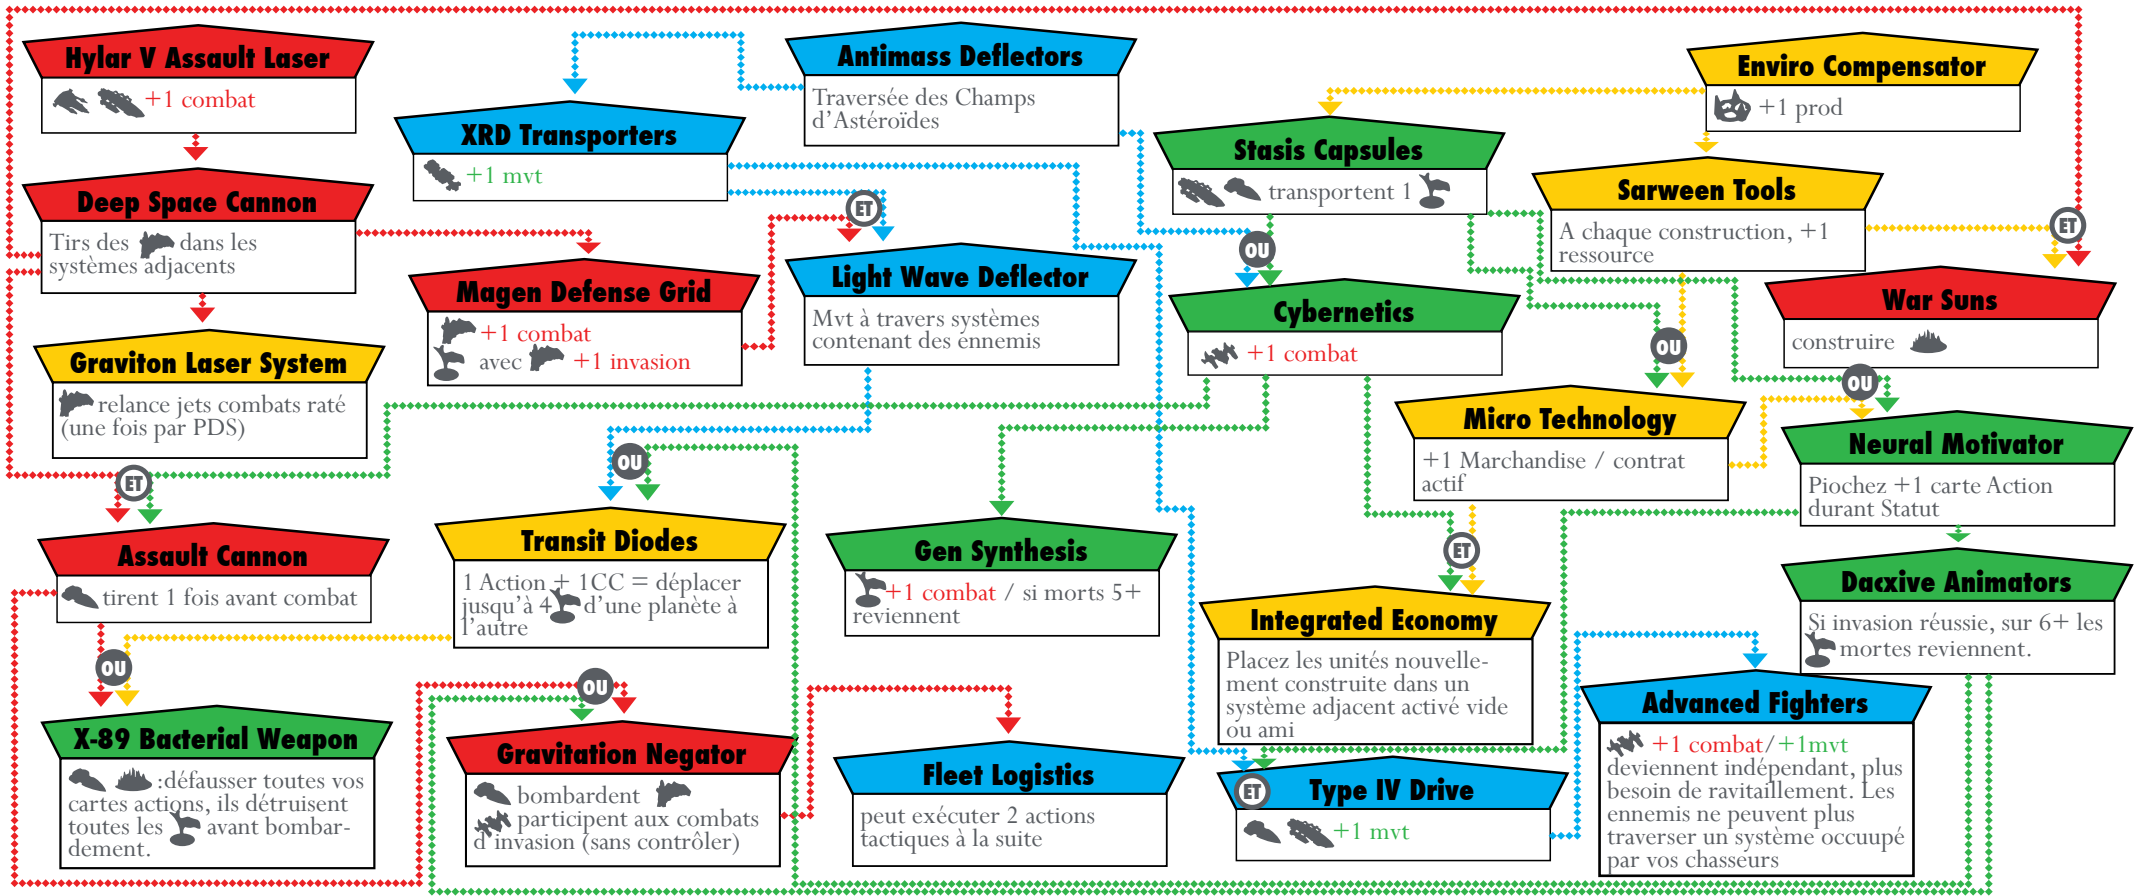 Hylar V Assault Laser
+1 combat
Antimass Deflectors
Traversée des Champs
d'Astéroïdes
Enviro Compensator
+1 prod
XRD Transporters
+1 mvt
Stasis Capsules
transportent 1
Deep Space Cannon
Tirs des dans les
systèmes adjacents
Sarween Tools
A chaque construction, +1
ressource
ET
ET
OU
Magen Defense Grid
+1 combat
avec +1 invasion
Light Wave Deflector
Mvt à travers systèmes
contenant des ennemis
Cybernetics
+1 combat
War Suns
construire
OU
OU
Graviton Laser System
relance jets combats raté
(une fois par PDS)
Micro Technology
+1 Marchandise / contrat
actif
Neural Motivator
Piochez +1 carte Action
durant Statut
ET
OU
ET
Assault Cannon
tirent 1 fois avant combat
Transit Diodes
1 Action + 1CC = déplacer
jusqu'à 4 d'une planète à
l'autre
Gen Synthesis
+1 combat / si morts 5+
reviennent
Integrated Economy
Placez les unités nouvelle-
ment construite dans un
système adjacent activé vide
ou ami
Dacxive Animators
Si invasion réussie, sur 6+ les
mortes reviennent.
OU
OU
X-89 Bacterial Weapon
:défausser toutes vos
cartes actions, ils détruisent
toutes les avant bombar-
dement.
Gravitation Negator
bombardent
participent aux combats
d'invasion (sans contrôler)
Fleet Logistics
peut exécuter 2 actions
tactiques à la suite
ET
Type IV Drive
+1 mvt
Advanced Fighters
+1 combat/+1mvt
deviennent indépendant, plus
besoin de ravitaillement. Les
ennemis ne peuvent plus
traverser un système occuupé
par vos chasseurs